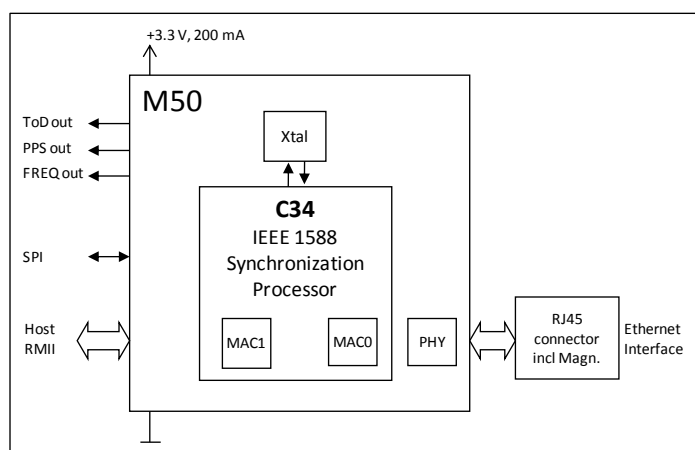 +3.3 V, 200 mA
M50
ToD out
PPS out
FREQ out
Xtal
C34
IEEE 1588
Synchronization
Processor
SPI
Host
RMII
MAC1
MAC0
PHY
RJ45
connector
incl Magn.
Ethernet
Interface